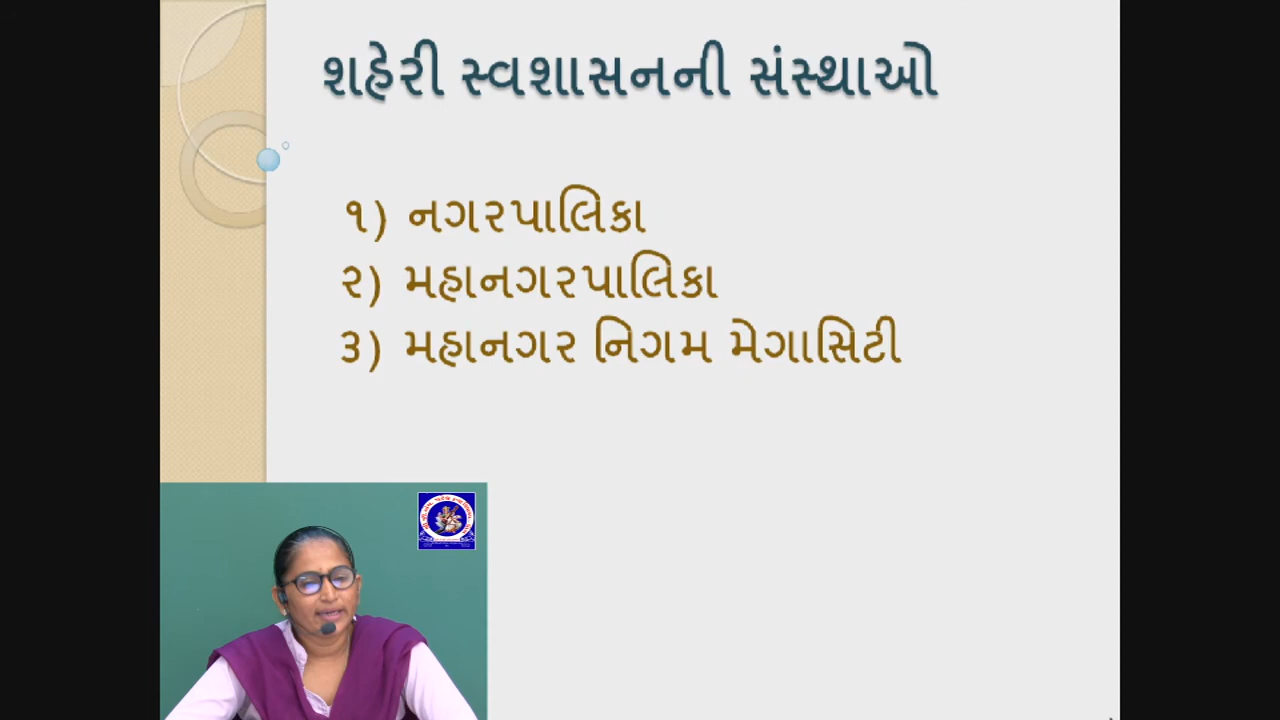 શહેરી સ્વશાસનની સંસ્થાઓ
૧) નગરપાલિકા
૨) મહાનગરપાલિકા
૩) મહાનગર નિગમ મેગાસિટી